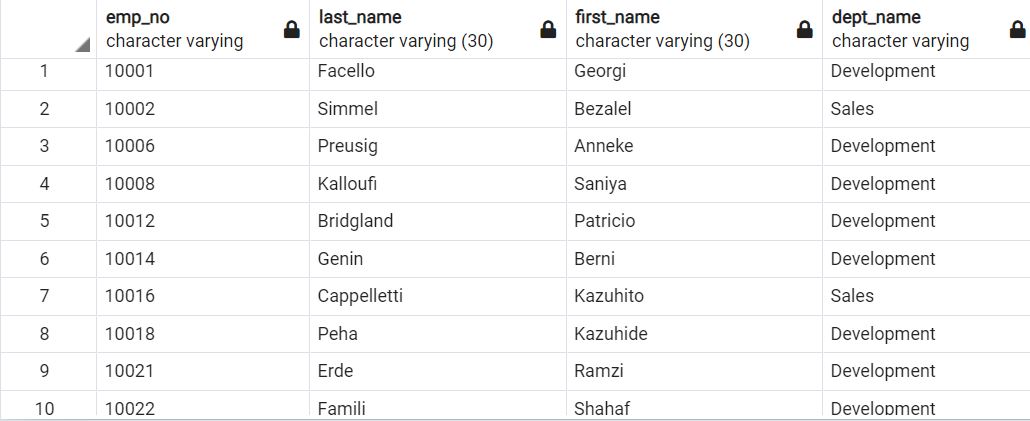 emp_no last_name first_name dept_name
character varying character varying (30) character varying (30) character varying
1 10001 Facello Georgi Development
2 10002 Simmel Bezalel Sales
3 10006 Preusig Anneke Development
4 10008 Kalloufi Saniya Development
5 10012 Bridgland Patricio Development
6 10014 Genin Berni Development
7 10016 Cappelletti Kazuhito Sales
8 10018 Peha Kazuhide Development
9 10021 Erde Ramzi Development
10 10022 Famili Shahaf Development